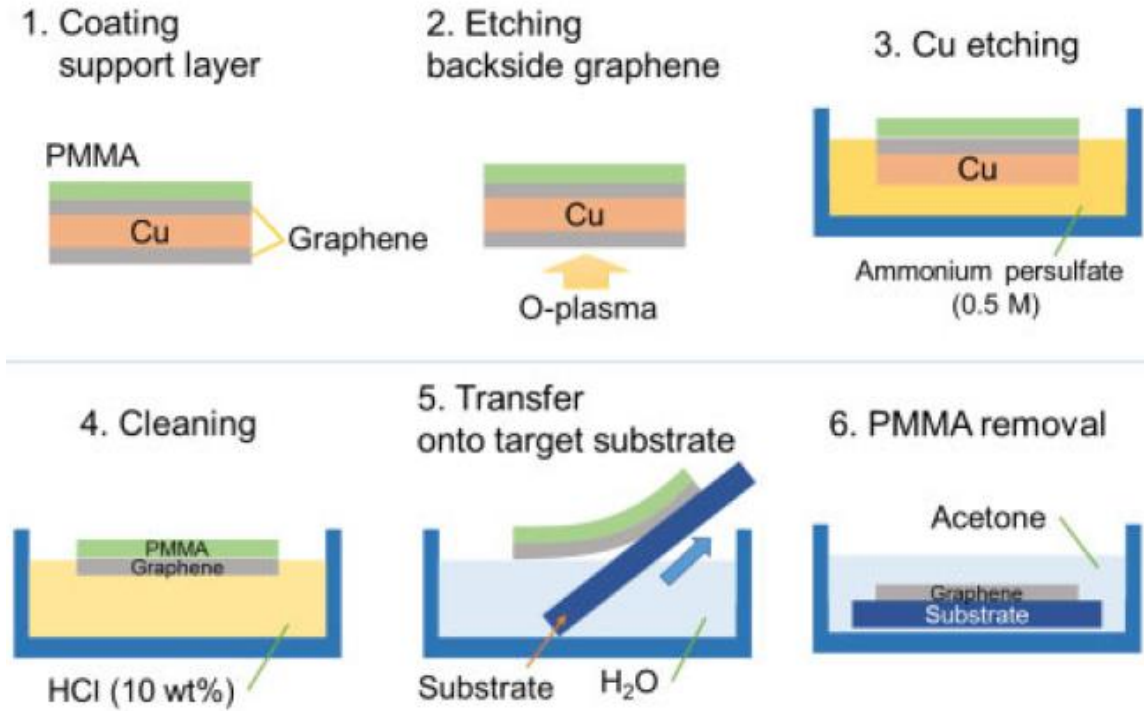 1. Coating
support layer
PMMA
Cu
Graphene
2. Etching
backside graphene
Cu
O-plasma
3. Cu etching
Cu
Ammonium persulfate
(0.5 M)
4. Cleaning
PMMA
Graphene
HCl (10 wt%)
5. Transfer
onto target substrate
Substrate
H₂O
6. PMMA removal
Acetone
Graphene
Substrate